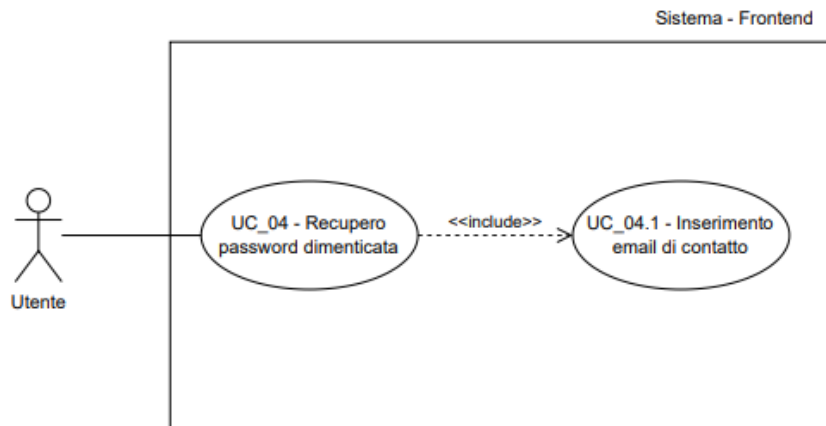 Sistema - Frontend
UC_04 - Recupero
password dimenticata
<<include>>
UC_04.1 - Inserimento
email di contatto
Utente